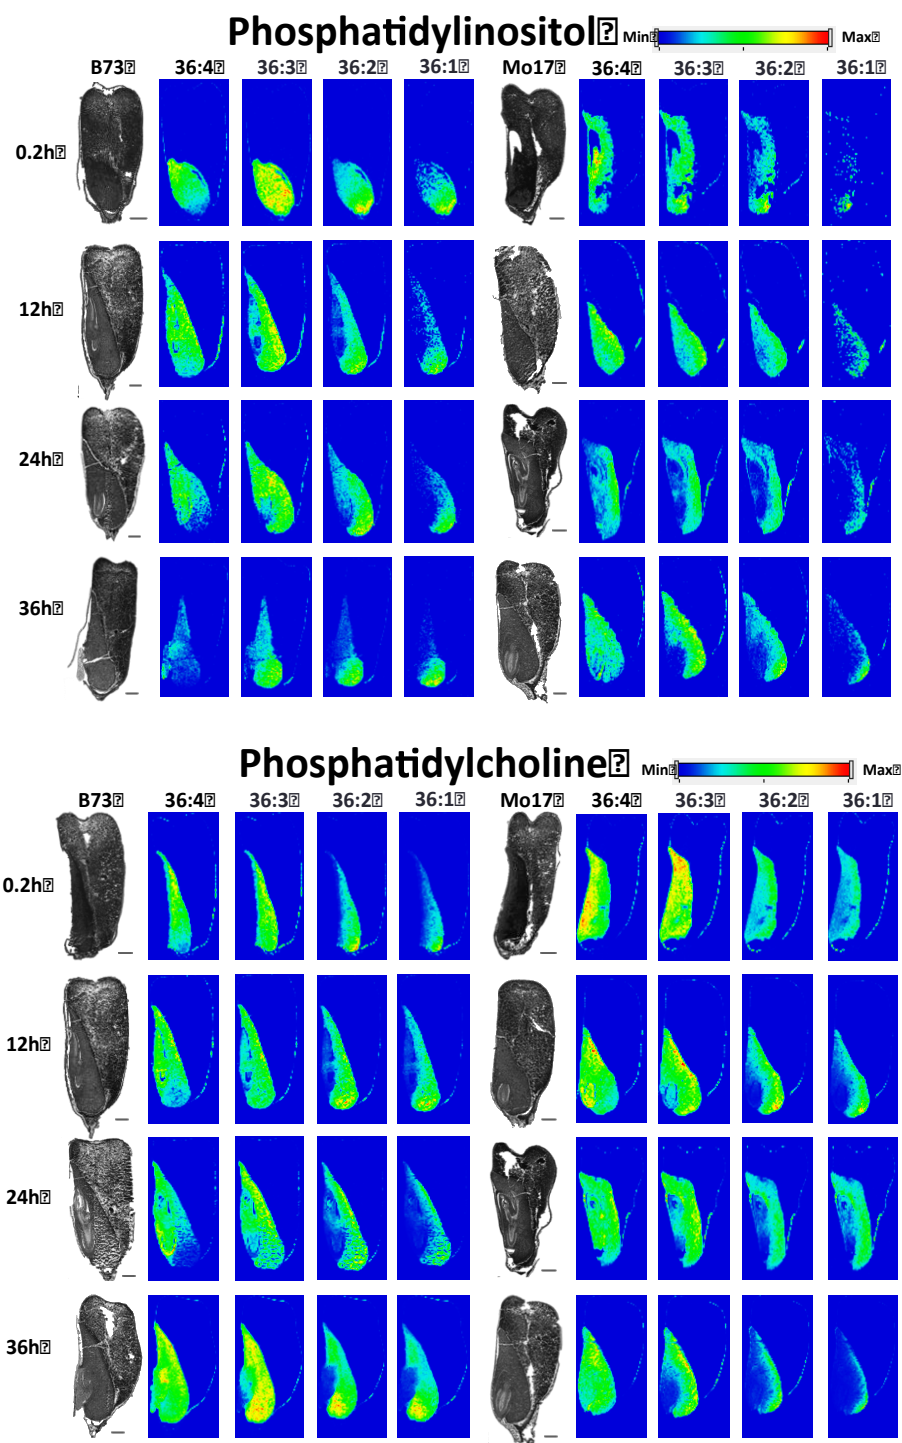 Phosphatidylinositol⍰ Min⍰ Max⍰
B73⍰ 36:4⍰ 36:3⍰ 36:2⍰ 36:1⍰ Mo17⍰ 36:4⍰ 36:3⍰ 36:2⍰ 36:1⍰
0.2h⍰
12h⍰
24h⍰
36h⍰
Phosphatidylcholine⍰ Min⍰ Max⍰
B73⍰ 36:4⍰ 36:3⍰ 36:2⍰ 36:1⍰ Mo17⍰ 36:4⍰ 36:3⍰ 36:2⍰ 36:1⍰
0.2h⍰
12h⍰
24h⍰
36h⍰